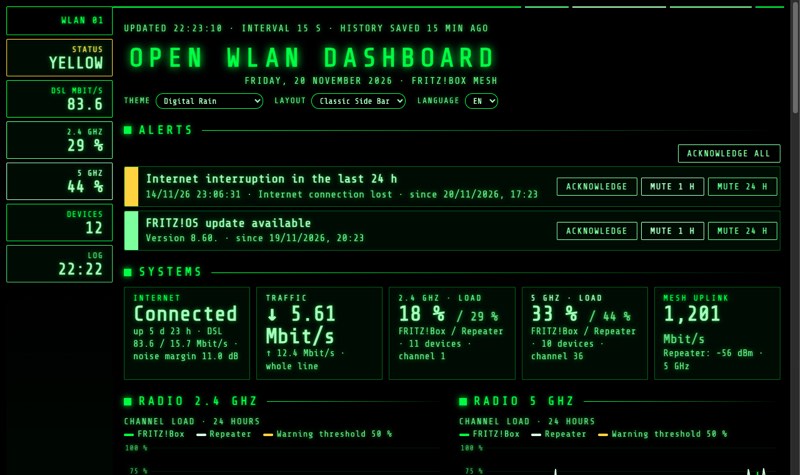 WLAN 01
STATUS
YELLOW
DSL MBIT/S
83.6
2.4 GHZ
29 %
5 GHZ
44 %
DEVICES
12
LOG
22:22
UPDATED 22:23:10 · INTERVAL 15 S · HISTORY SAVED 15 MIN AGO
OPEN WLAN DASHBOARD
FRIDAY, 20 NOVEMBER 2026 · FRITZ!BOX MESH
THEME Digital Rain LAYOUT Classic Side Bar LANGUAGE EN
ALERTS
ACKNOWLEDGE ALL
Internet interruption in the last 24 h
14/11/26 23:06:31 · Internet connection lost · since 20/11/2026, 17:23
ACKNOWLEDGE MUTE 1 H MUTE 24 H
FRITZ!OS update available
Version 8.60. · since 19/11/2026, 20:23
ACKNOWLEDGE MUTE 1 H MUTE 24 H
SYSTEMS
INTERNET
Connected
up 5 d 23 h · DSL
83.6 / 15.7 Mbit/s ·
noise margin 11.0 dB
TRAFFIC
↓ 5.61
Mbit/s
↑ 12.4 Mbit/s ·
whole line
2.4 GHZ · LOAD
18 % / 29 %
FRITZ!Box / Repeater
· 11 devices ·
channel 1
5 GHZ · LOAD
33 % / 44 %
FRITZ!Box / Repeater
· 10 devices ·
channel 36
MESH UPLINK
1,201
Mbit/s
Repeater: -56 dBm ·
5 GHz
RADIO 2.4 GHZ
CHANNEL LOAD · 24 HOURS
FRITZ!Box Repeater Warning threshold 50 %
100 %
75 %
RADIO 5 GHZ
CHANNEL LOAD · 24 HOURS
FRITZ!Box Repeater Warning threshold 50 %
100 %
75 %